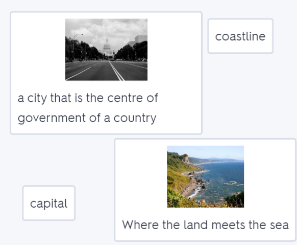 coastline
a city that is the centre of
government of a country
capital
Where the land meets the sea